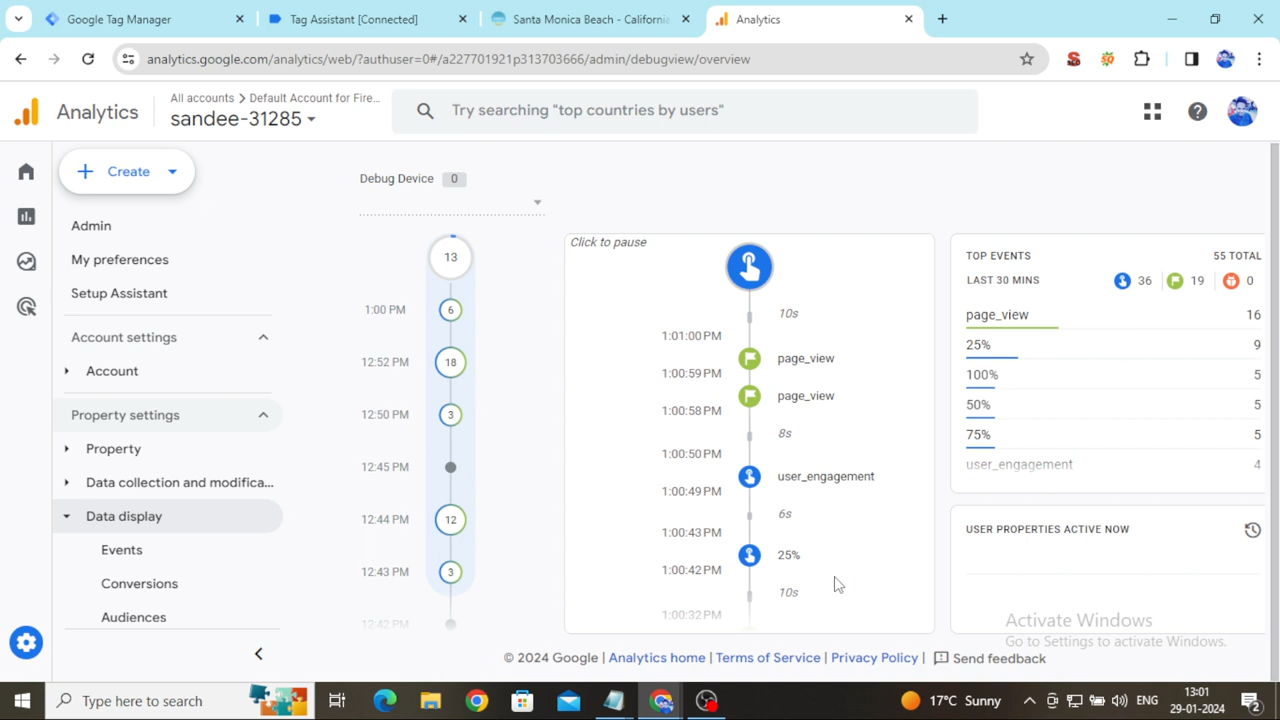 Google Tag Manager
Tag Assistant [Connected]
Santa Monica Beach - California
Analytics
analytics.google.com/analytics/web/?authuser=0#/a227701921p313703666/admin/debugview/overview
Analytics
All accounts > Default Account for Fire...
sandee-31285
Try searching "top countries by users"
Create
Admin
My preferences
Setup Assistant
Account settings
Account
Property settings
Property
Data collection and modifica...
Data display
Events
Conversions
Audiences
Debug Device 0
13
1:00 PM 6
12:52 PM 18
12:50 PM 3
12:45 PM
12:44 PM 12
12:43 PM 3
12:42 PM
Click to pause
10s
1:01:00 PM
page_view
1:00:59 PM
page_view
1:00:58 PM
8s
1:00:50 PM
user_engagement
1:00:49 PM
6s
1:00:43 PM
25%
1:00:42 PM
10s
1:00:32 PM
TOP EVENTS 55 TOTAL
LAST 30 MINS 36 19 0
page_view 16
25% 9
100% 5
50% 5
75% 5
user_engagement 4
USER PROPERTIES ACTIVE NOW
Activate Windows
Go to Settings to activate Windows.
© 2024 Google | Analytics home | Terms of Service | Privacy Policy | Send feedback
Type here to search
17°C Sunny
ENG
13:01
29-01-2024
2